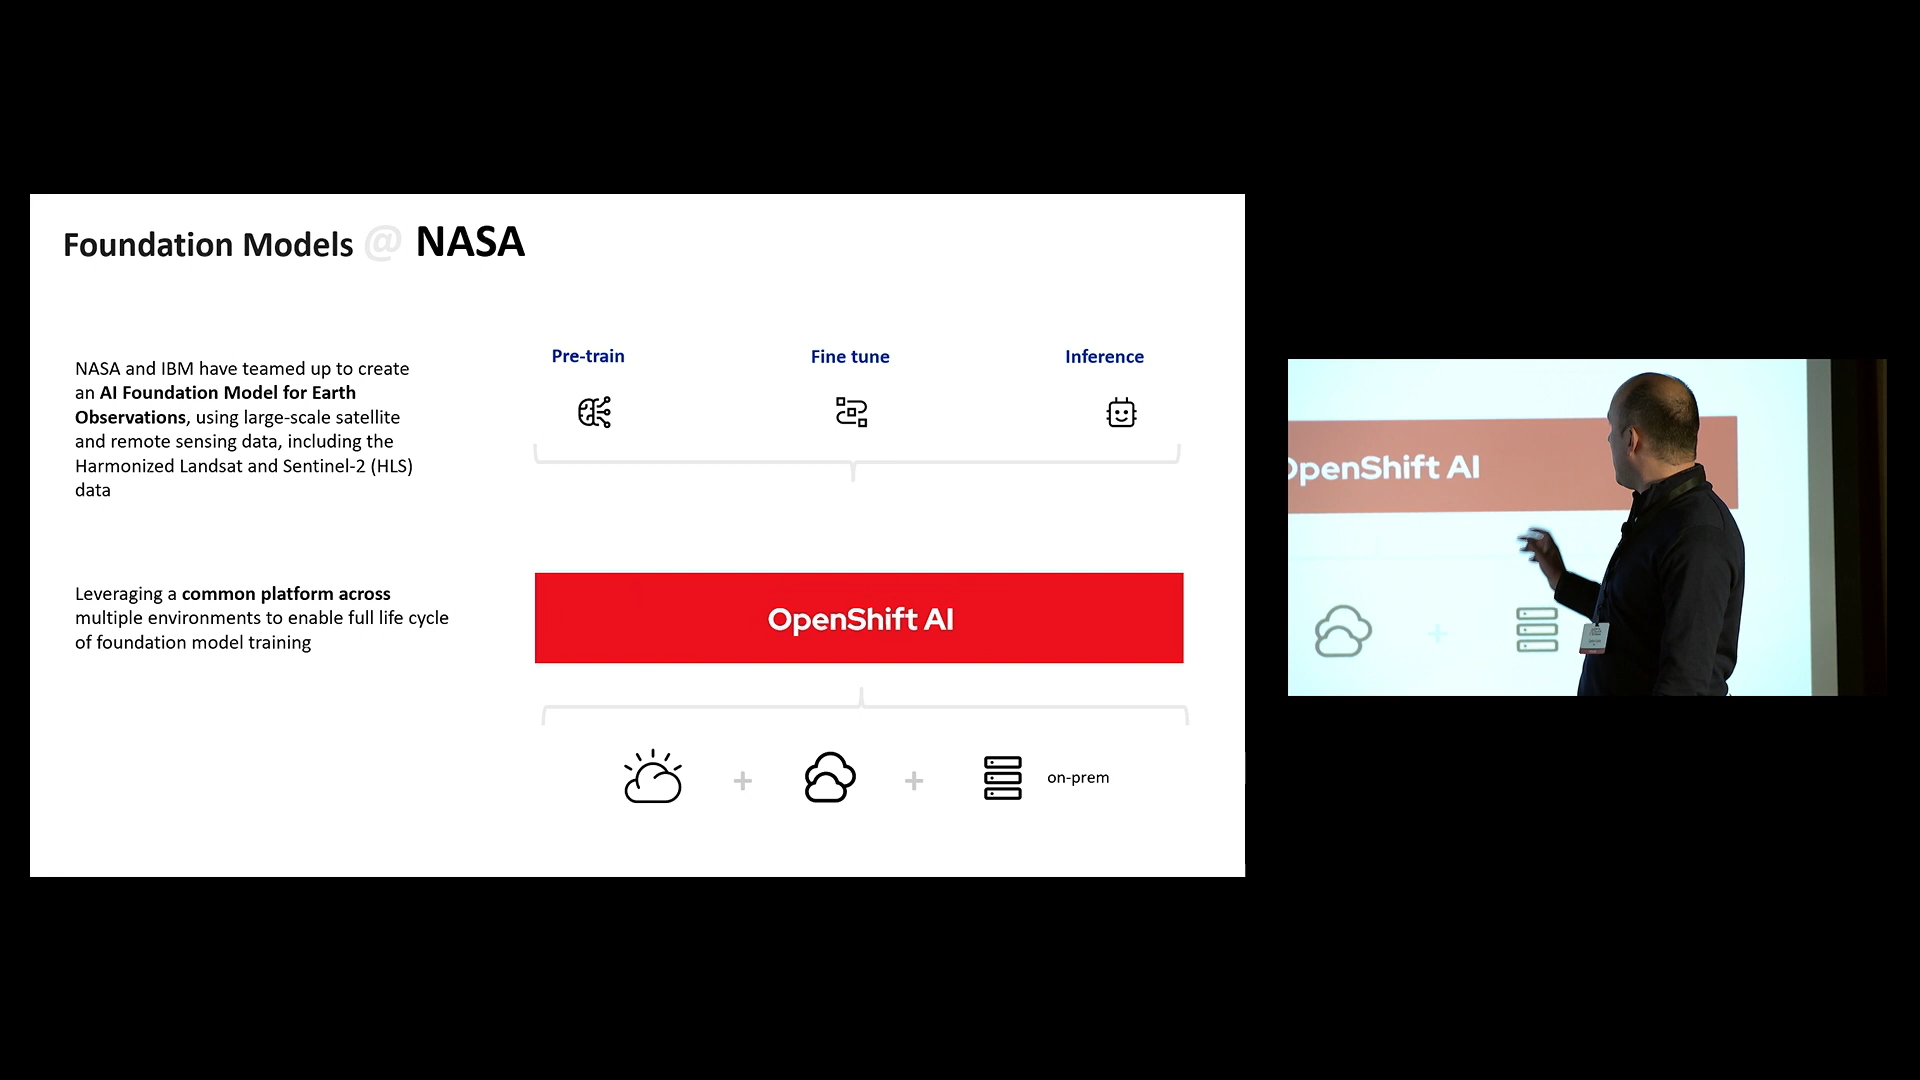 Foundation Models @ NASA
NASA and IBM have teamed up to create
an AI Foundation Model for Earth
Observations, using large-scale satellite
and remote sensing data, including the
Harmonized Landsat and Sentinel-2 (HLS)
data
Leveraging a common platform across
multiple environments to enable full life cycle
of foundation model training
Pre-train
Fine tune
Inference
OpenShift AI
+
+
on-prem
OpenShift AI
+